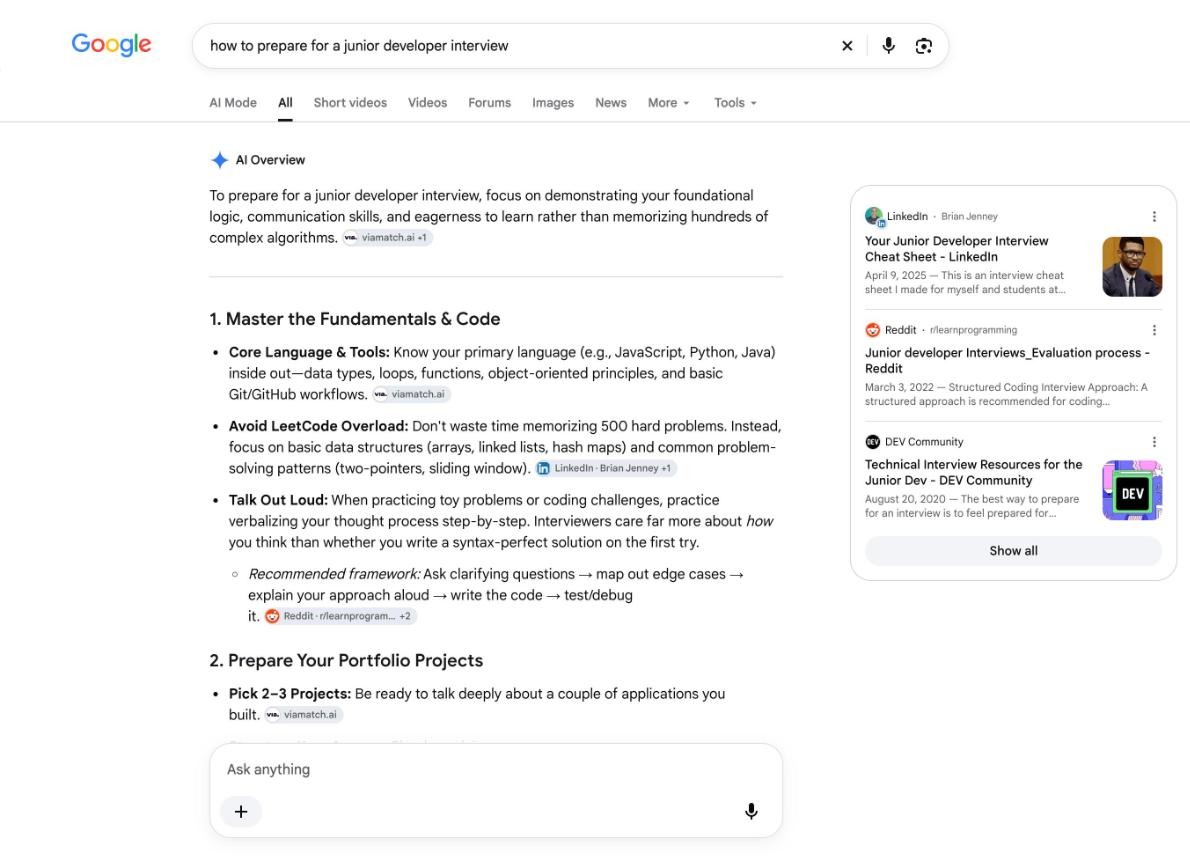 Google
how to prepare for a junior developer interview
AI Mode All Short videos Videos Forums Images News More Tools
AI Overview
To prepare for a junior developer interview, focus on demonstrating your foundational
logic, communication skills, and eagerness to learn rather than memorizing hundreds of
complex algorithms. via. viamatch.ai +1
1. Master the Fundamentals & Code
• Core Language & Tools: Know your primary language (e.g., JavaScript, Python, Java)
inside out—data types, loops, functions, object-oriented principles, and basic
Git/GitHub workflows. via. viamatch.ai
• Avoid LeetCode Overload: Don't waste time memorizing 500 hard problems. Instead,
focus on basic data structures (arrays, linked lists, hash maps) and common problem-
solving patterns (two-pointers, sliding window). in LinkedIn · Brian Jenney +1
• Talk Out Loud: When practicing toy problems or coding challenges, practice
verbalizing your thought process step-by-step. Interviewers care far more about how
you think than whether you write a syntax-perfect solution on the first try.
◦ Recommended framework: Ask clarifying questions → map out edge cases →
explain your approach aloud → write the code → test/debug
it. Reddit · r/learnprogram... +2
2. Prepare Your Portfolio Projects
• Pick 2–3 Projects: Be ready to talk deeply about a couple of applications you
built. via. viamatch.ai
Ask anything
in LinkedIn · Brian Jenney
Your Junior Developer Interview
Cheat Sheet - LinkedIn
April 9, 2025 — This is an interview cheat
sheet I made for myself and students at...
Reddit · r/learnprogramming
Junior developer Interviews_Evaluation process -
Reddit
March 3, 2022 — Structured Coding Interview Approach: A
structured approach is recommended for coding...
DEV DEV Community
Technical Interview Resources for the
Junior Dev - DEV Community
August 20, 2020 — The best way to prepare
for an interview is to feel prepared for...
DEV
Show all